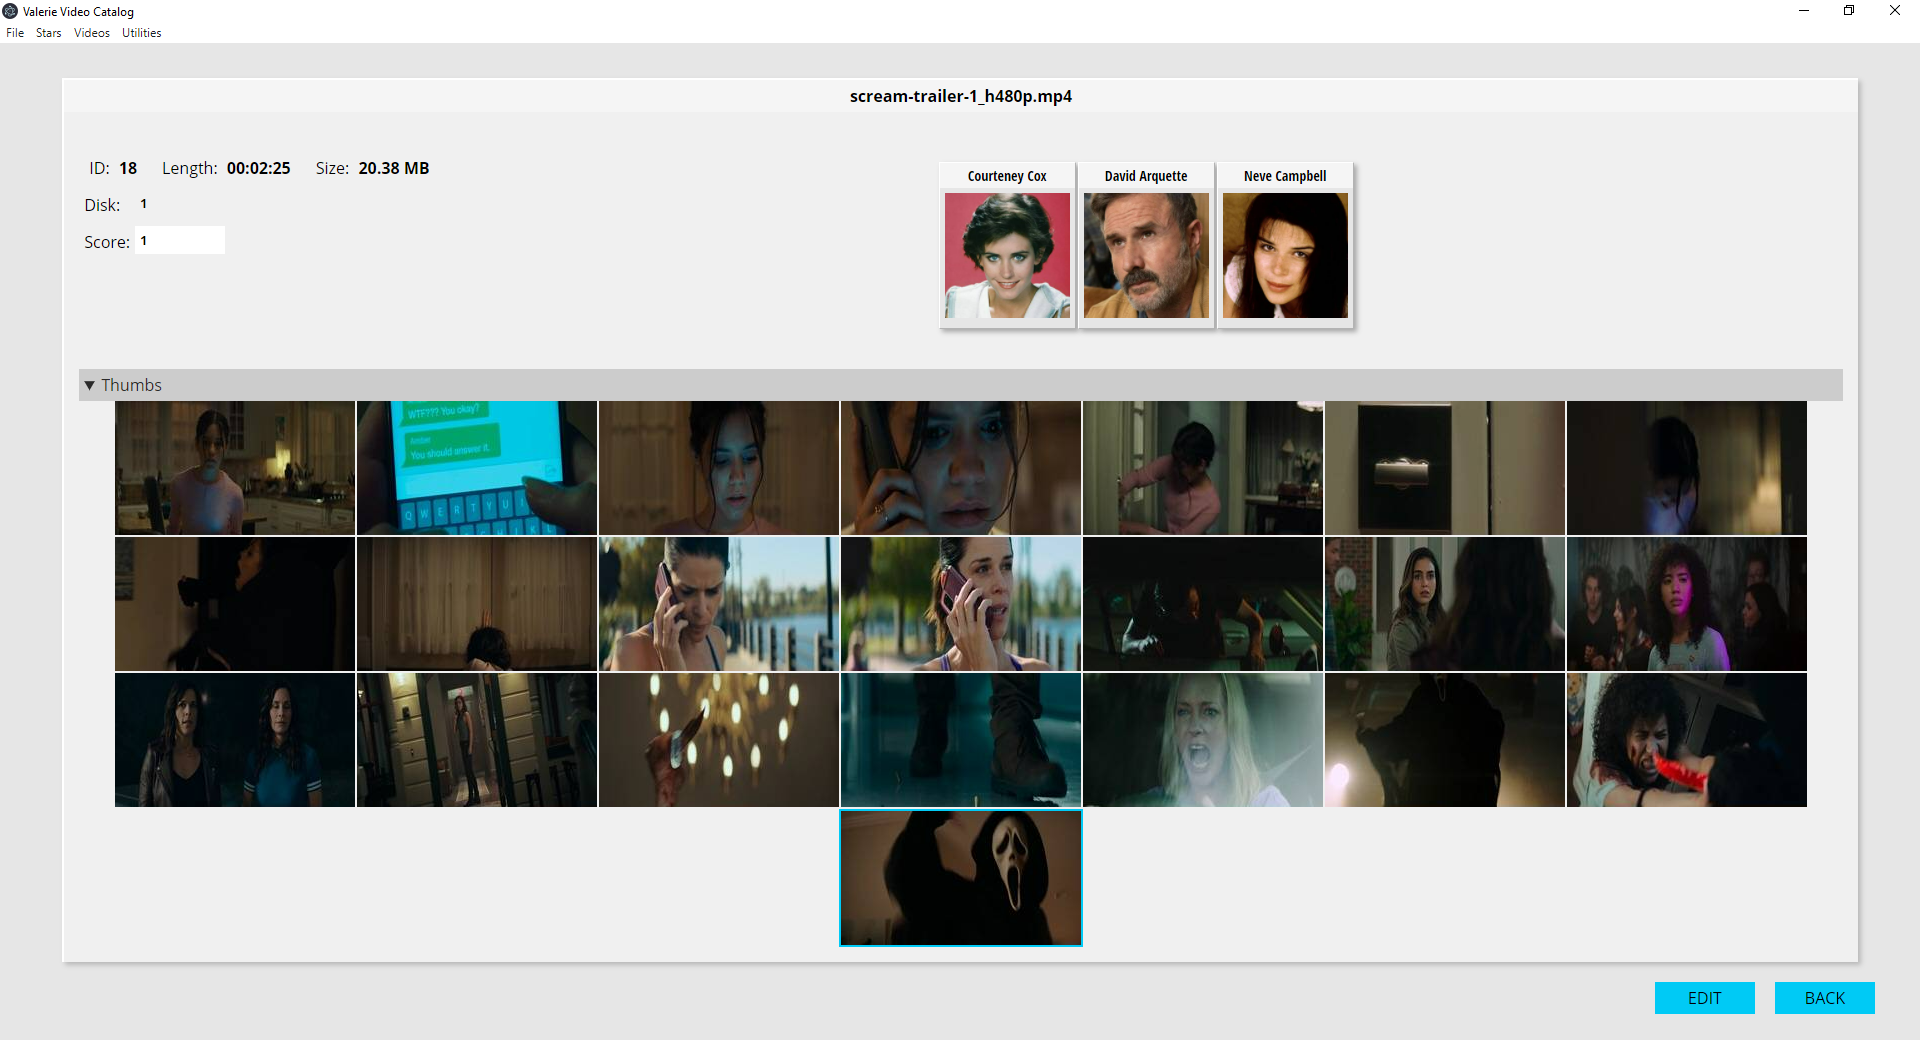 Valerie Video Catalog
File Stars Videos Utilities
scream-trailer-1_h480p.mp4
ID: 18 Length: 00:02:25 Size: 20.38 MB
Disk: 1
Score: 1
Courteney Cox David Arquette Neve Campbell
▼ Thumbs
WTF??? You okay?
Amber
You should answer it.
Q W E R T Y U I
EDIT BACK